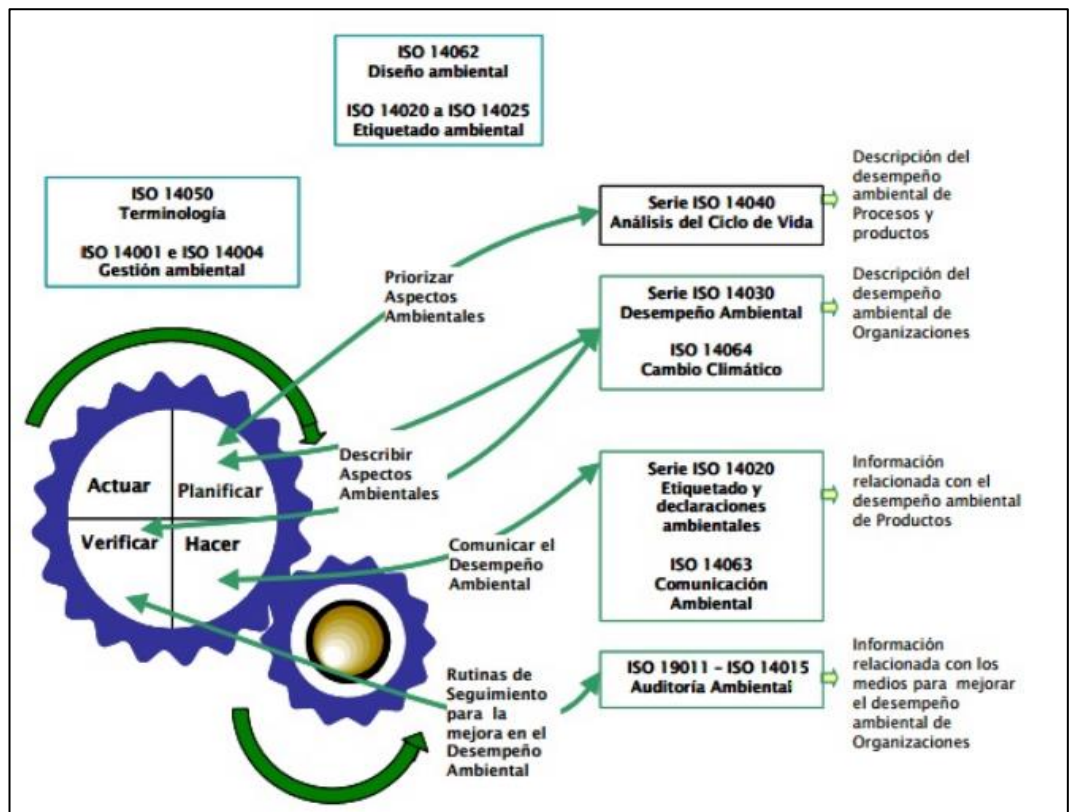 ISO 14062
Diseño ambiental
ISO 14020 a ISO 14025
Etiquetado ambiental
ISO 14050
Terminología
ISO 14001 e ISO 14004
Gestión ambiental
Serie ISO 14040
Análisis del Ciclo de Vida
Descripción del
desempeño
ambiental de
Procesos y
productos
Priorizar
Aspectos
Ambientales
Serie ISO 14030
Desempeño Ambiental
ISO 14064
Cambio Climático
Descripción del
desempeño
ambiental de
Organizaciones
Actuar
Planificar
Verificar
Hacer
Describir
Aspectos
Ambientales
Serie ISO 14020
Etiquetado y
declaraciones
ambientales
ISO 14063
Comunicación
Ambiental
Información
relacionada con el
desempeño ambiental
de Productos
Comunicar el
Desempeño
Ambiental
ISO 19011 – ISO 14015
Auditoría Ambiental
Información
relacionada con los
medios para mejorar
el desempeño
ambiental de
Organizaciones
Rutinas de
Seguimiento
para la
mejora en el
Desempeño
Ambiental